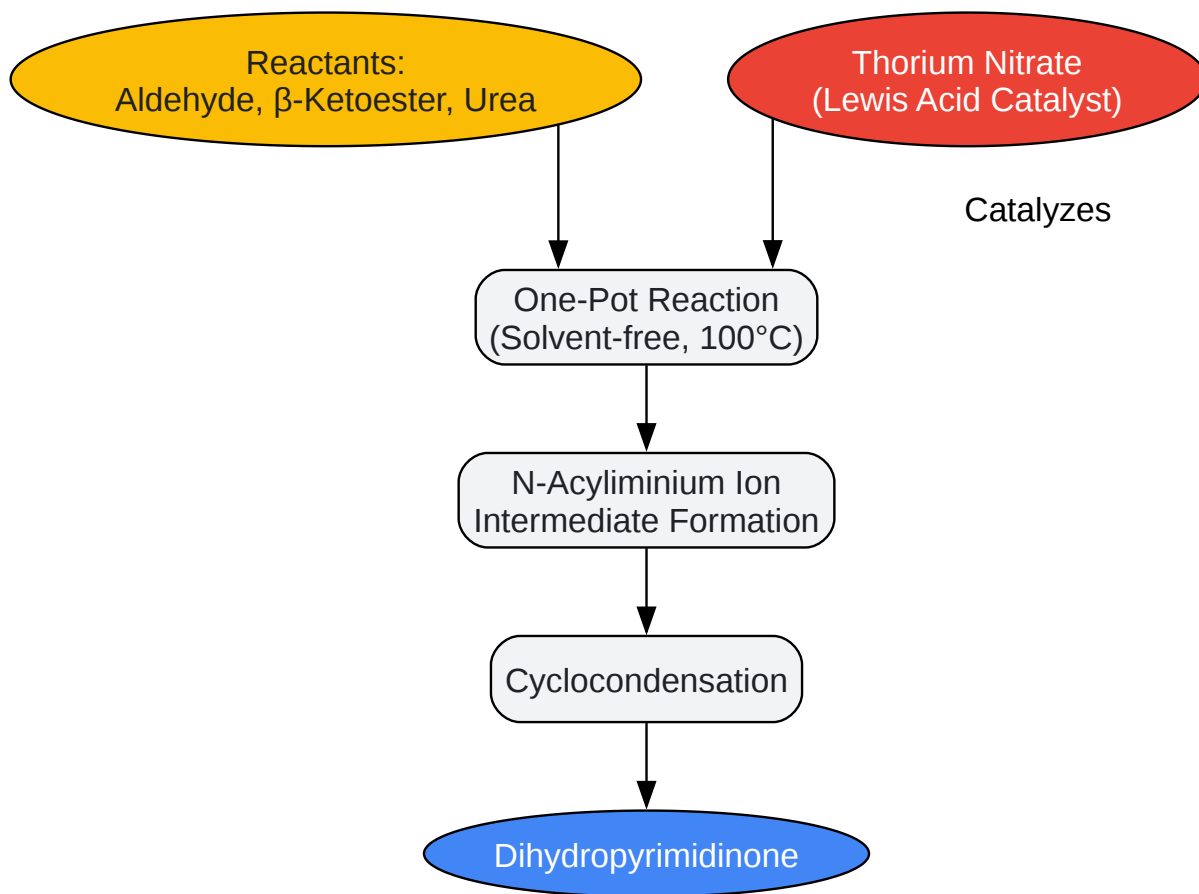 Reactants:
Aldehyde, β-Ketoester, Urea
Thorium Nitrate
(Lewis Acid Catalyst)
Catalyzes
One-Pot Reaction
(Solvent-free, 100°C)
N-Acyliminium Ion
Intermediate Formation
Cyclocondensation
Dihydropyrimidinone